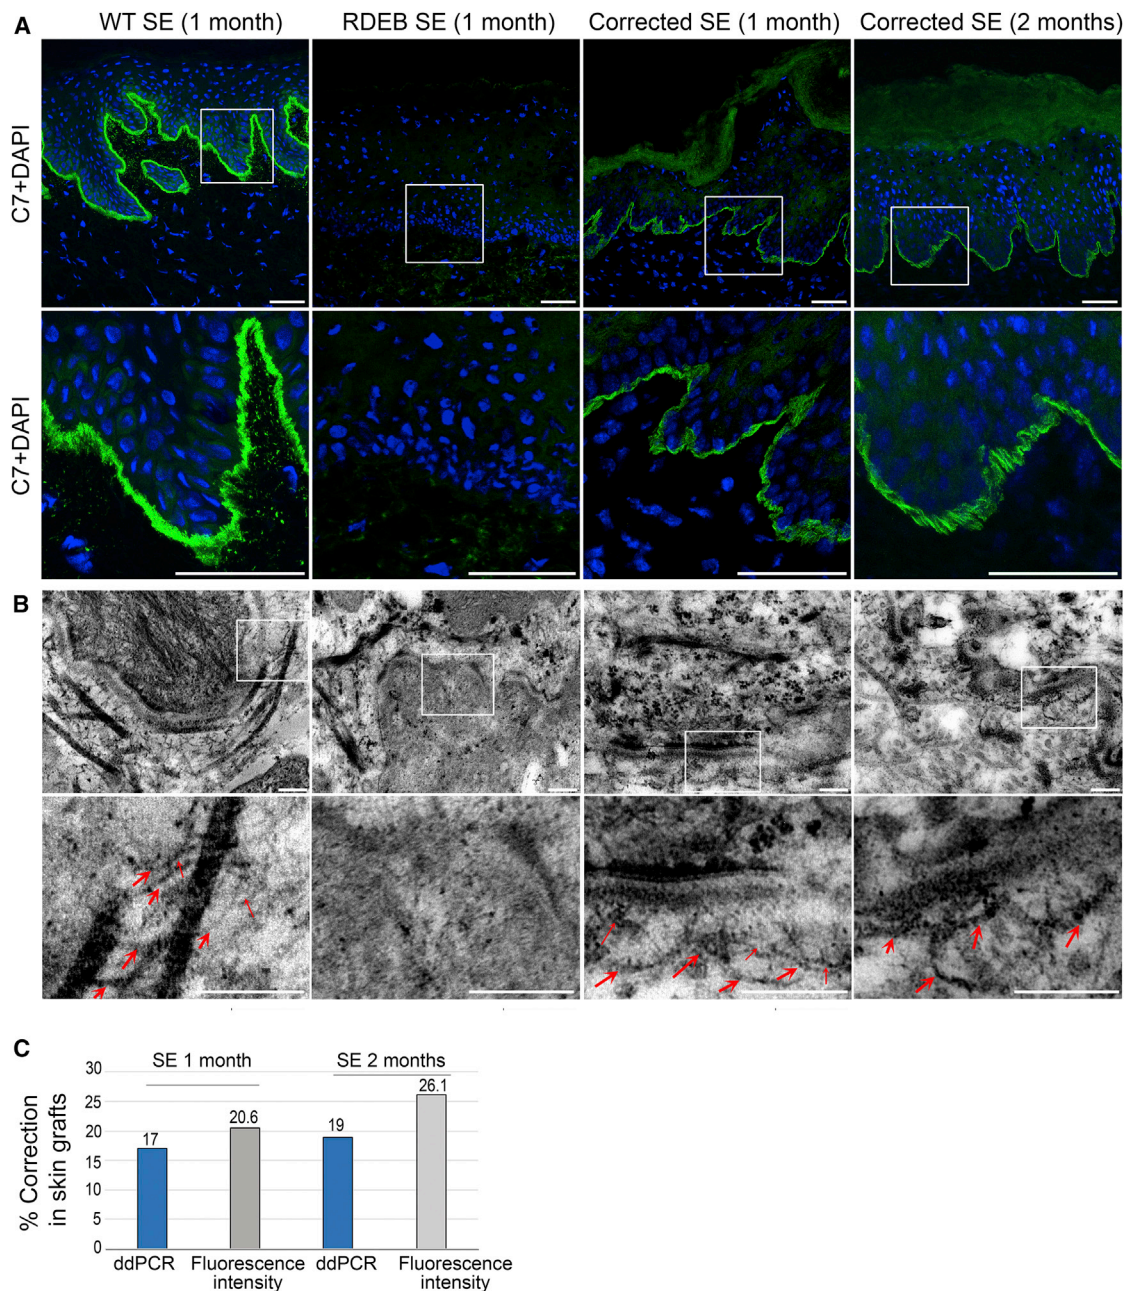 A
WT SE (1 month)
RDEB SE (1 month)
Corrected SE (1 month)
Corrected SE (2 months)
C7+DAPI
C7+DAPI
B
C
SE 1 month
SE 2 months
% Correction
in skin grafts
30
25
20
15
10
5
0
17
20.6
19
26.1
ddPCR
Fluorescence
intensity
ddPCR
Fluorescence
intensity